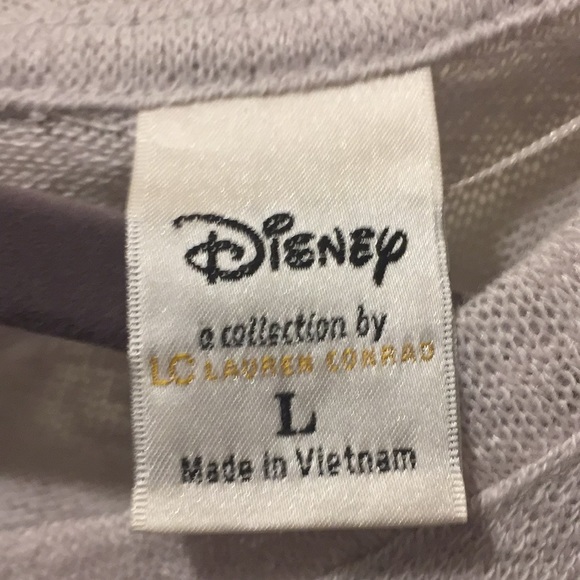 Disney
a collection by
LC LAUREN CONRAD
L
Made in Vietnam